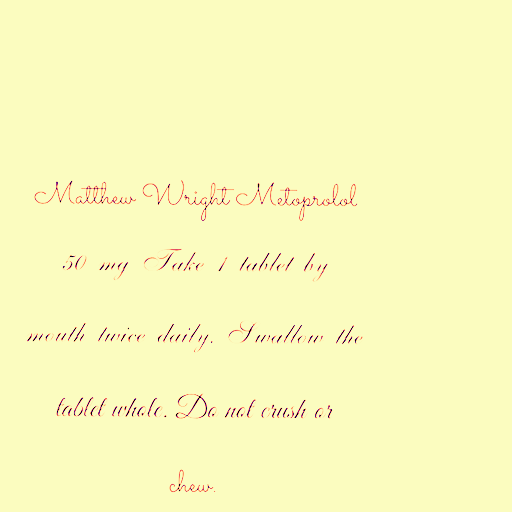 Matthew Wright Metoprolol
50 mg Take 1 tablet by
mouth twice daily. Swallow the
tablet whole. Do not crush or
chew.